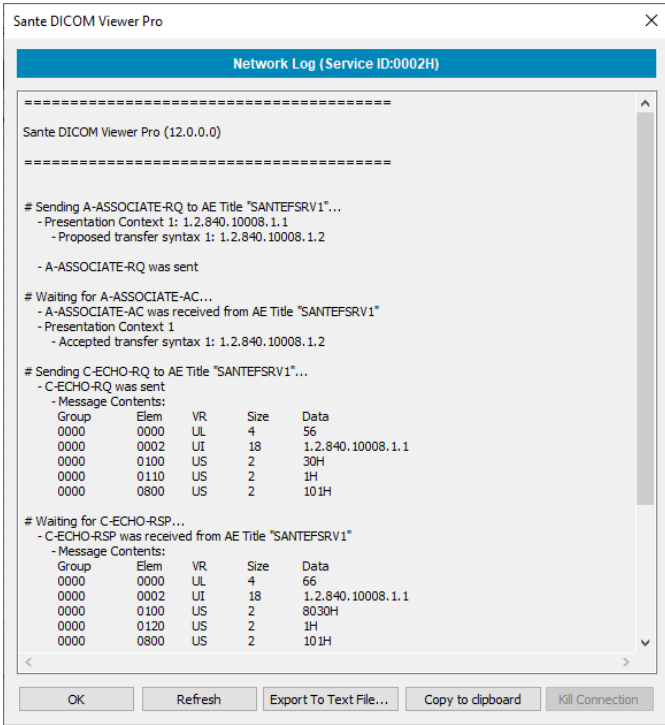 Sante DICOM Viewer Pro
Network Log (Service ID:0002H)
========================================
Sante DICOM Viewer Pro (12.0.0.0)
========================================
# Sending A-ASSOCIATE-RQ to AE Title "SANTEFSRV1"...
- Presentation Context 1: 1.2.840.10008.1.1
- Proposed transfer syntax 1: 1.2.840.10008.1.2
- A-ASSOCIATE-RQ was sent
# Waiting for A-ASSOCIATE-AC...
- A-ASSOCIATE-AC was received from AE Title "SANTEFSRV1"
- Presentation Context 1
- Accepted transfer syntax 1: 1.2.840.10008.1.2
# Sending C-ECHO-RQ to AE Title "SANTEFSRV1"...
- C-ECHO-RQ was sent
- Message Contents:
Group Elem VR Size Data
0000 0000 UL 4 56
0000 0002 UI 18 1.2.840.10008.1.1
0000 0100 US 2 30H
0000 0110 US 2 1H
0000 0800 US 2 101H
# Waiting for C-ECHO-RSP...
- C-ECHO-RSP was received from AE Title "SANTEFSRV1"
- Message Contents:
Group Elem VR Size Data
0000 0000 UL 4 66
0000 0002 UI 18 1.2.840.10008.1.1
0000 0100 US 2 8030H
0000 0120 US 2 1H
0000 0800 US 2 101H
OK Refresh Export To Text File... Copy to clipboard Kill Connection